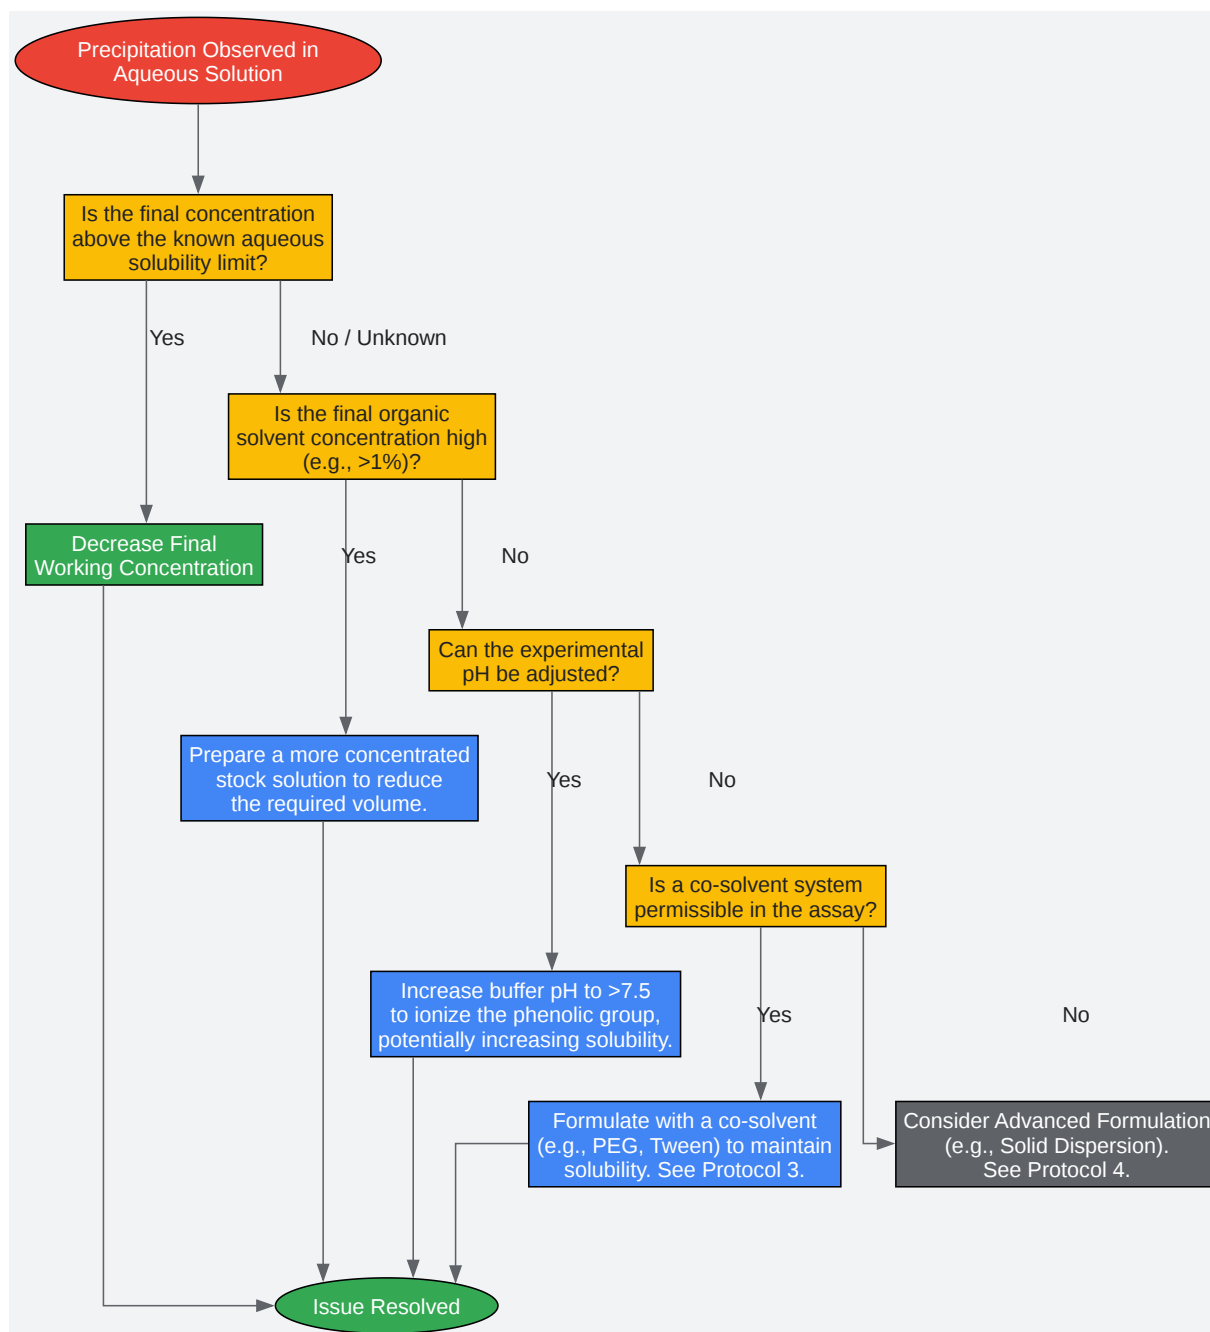 Precipitation Observed in
Aqueous Solution
Is the final concentration
above the known aqueous
solubility limit?
Yes
No / Unknown
Is the final organic
solvent concentration high
(e.g., >1%)?
Decrease Final
Working Concentration
Yes
No
Can the experimental
pH be adjusted?
Prepare a more concentrated
stock solution to reduce
the required volume.
Yes
No
Is a co-solvent system
permissible in the assay?
Increase buffer pH to >7.5
to ionize the phenolic group,
potentially increasing solubility.
Yes
No
Formulate with a co-solvent
(e.g., PEG, Tween) to maintain
solubility. See Protocol 3.
Consider Advanced Formulation
(e.g., Solid Dispersion).
See Protocol 4.
Issue Resolved